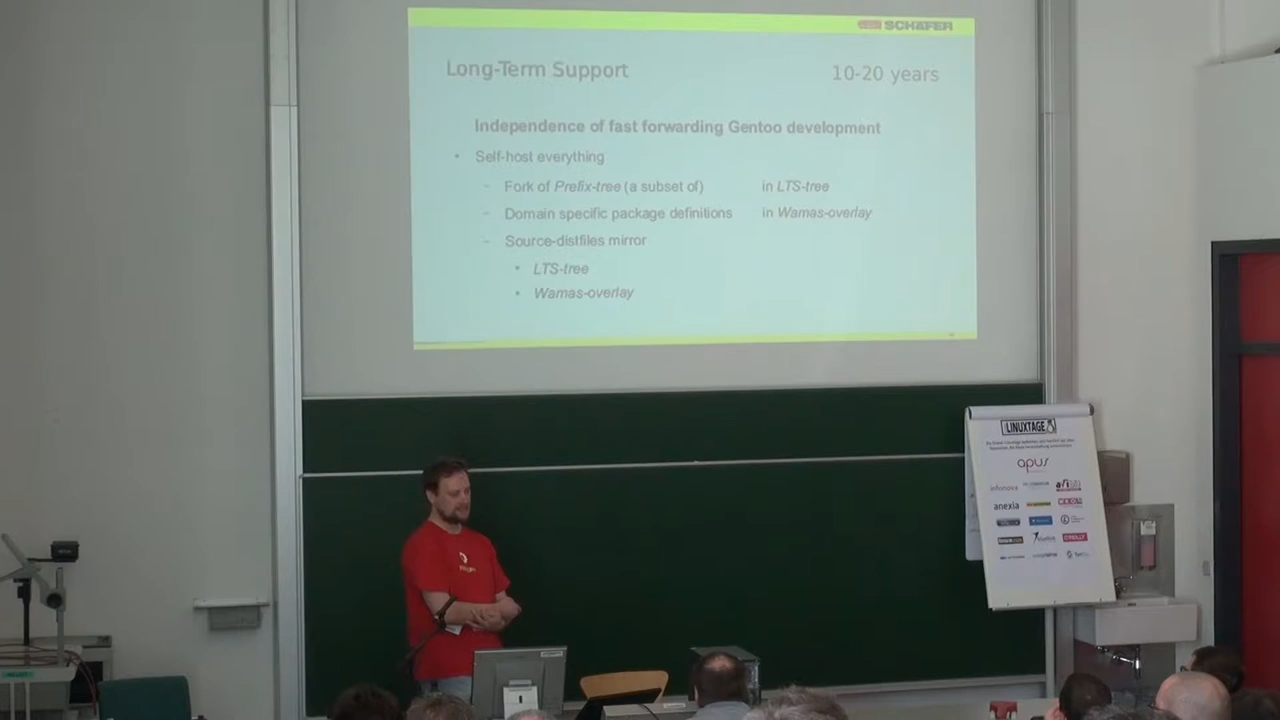 SCHÄFER
Long-Term Support 10-20 years
Independence of fast forwarding Gentoo development
• Self-host everything
- Fork of Prefix-tree (a subset of) in LTS-tree
- Domain specific package definitions in Wamas-overlay
- Source-distfiles mirror
• LTS-tree
• Wamas-overlay
LINUXTAGE
apus
infonova
anexia
O'REILLY